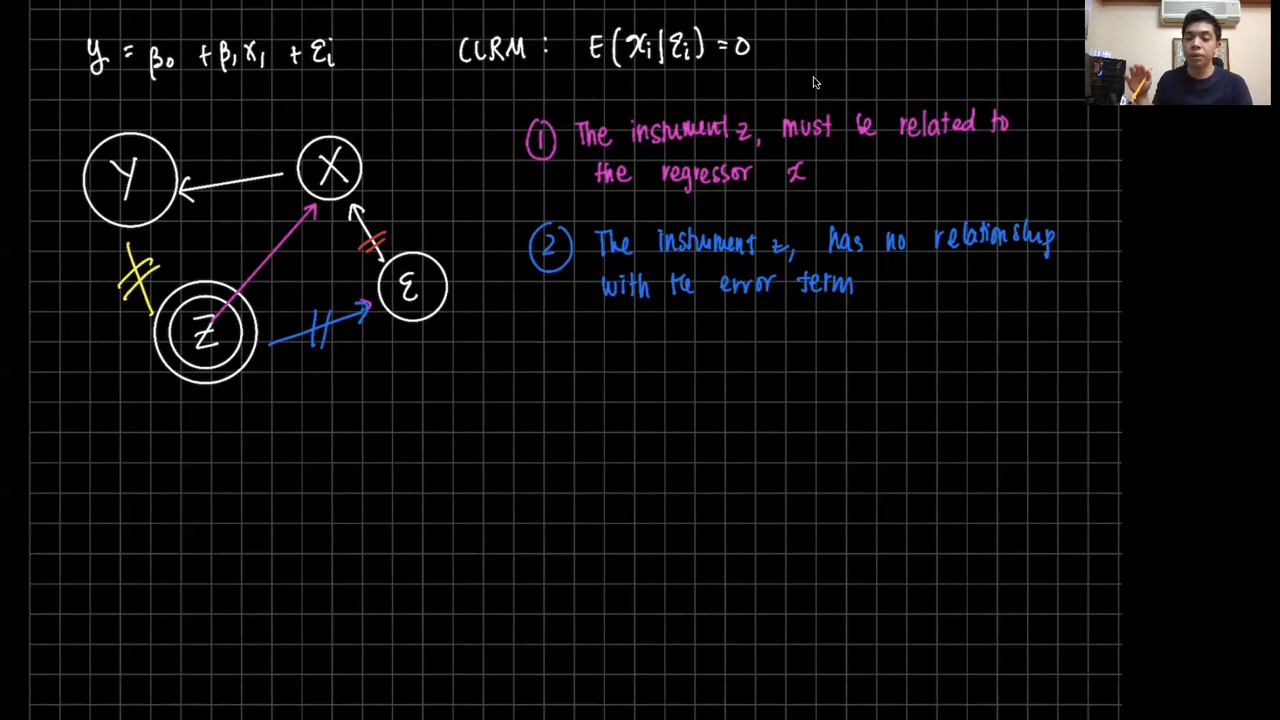 y = β₀ + β₁x₁ + εᵢ
CLRM : E(xᵢ|εᵢ) = 0
① The instrument z, must be related to
the regressor x
② The instrument z, has no relationship
with the error term
Y
X
ε
Z